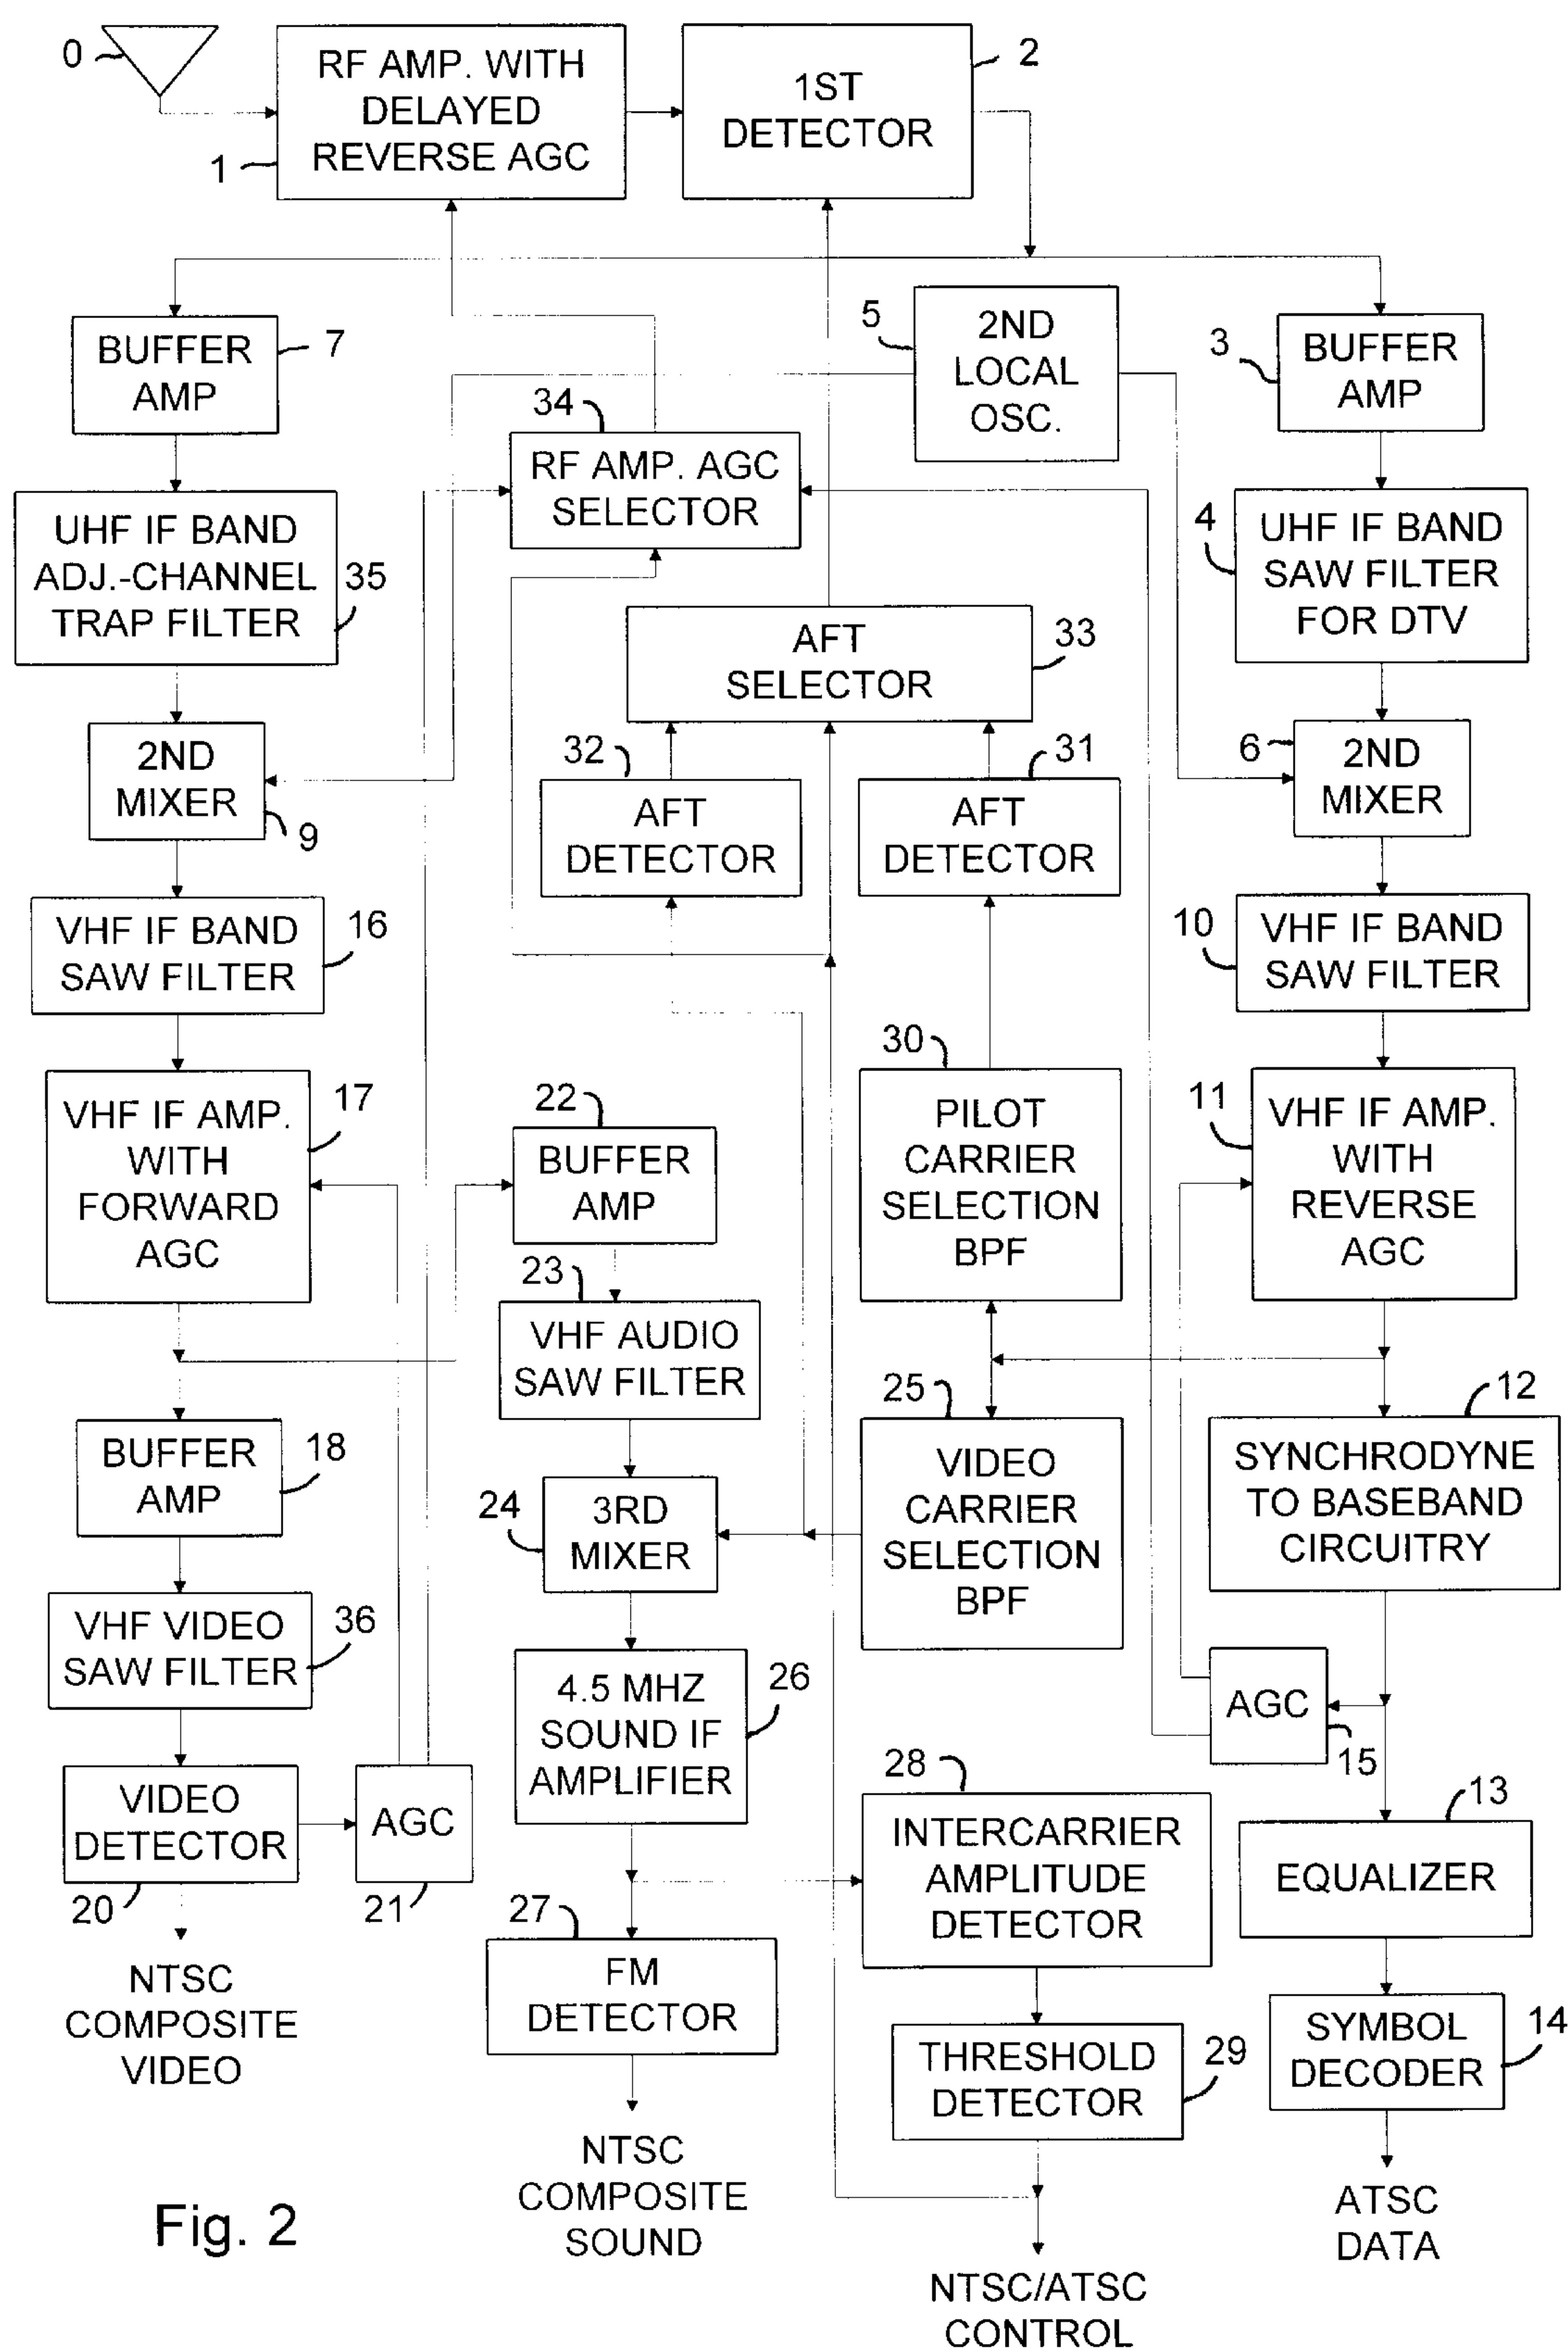 0
RF AMP. WITH
DELAYED
REVERSE AGC
1
1ST
DETECTOR
2
BUFFER
AMP
7
5
2ND
LOCAL
OSC.
3
BUFFER
AMP
34
RF AMP. AGC
SELECTOR
UHF IF BAND
ADJ.-CHANNEL
TRAP FILTER
35
4
UHF IF BAND
SAW FILTER
FOR DTV
AFT
SELECTOR
33
2ND
MIXER
9
32
AFT
DETECTOR
31
AFT
DETECTOR
6
2ND
MIXER
VHF IF BAND
SAW FILTER
16
10
VHF IF BAND
SAW FILTER
VHF IF AMP.
WITH
FORWARD
AGC
17
22
BUFFER
AMP
30
PILOT
CARRIER
SELECTION
BPF
11
VHF IF AMP.
WITH
REVERSE
AGC
23
VHF AUDIO
SAW FILTER
BUFFER
AMP
18
24
3RD
MIXER
25
VIDEO
CARRIER
SELECTION
BPF
12
SYNCHRODYNE
TO BASEBAND
CIRCUITRY
VHF VIDEO
SAW FILTER
36
4.5 MHZ
SOUND IF
AMPLIFIER
26
AGC
15
VIDEO
DETECTOR
20
AGC
21
28
INTERCARRIER
AMPLITUDE
DETECTOR
13
EQUALIZER
27
FM
DETECTOR
NTSC
COMPOSITE
VIDEO
THRESHOLD
DETECTOR
29
SYMBOL
DECODER
14
NTSC
COMPOSITE
SOUND
ATSC
DATA
NTSC/ATSC
CONTROL
Fig. 2